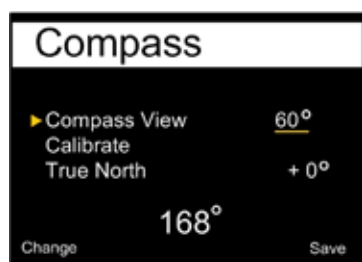 Compass
Compass View 60°
Calibrate
True North + 0°
168°
Change Save